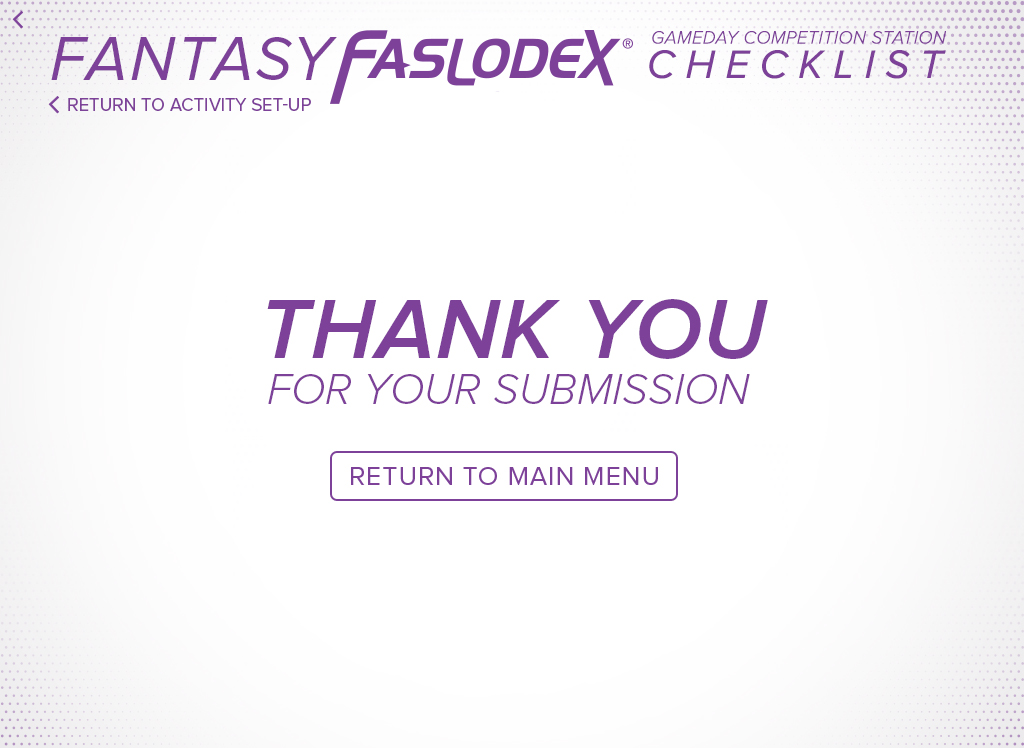 FANTASY FASLODEX®
GAMEDAY COMPETITION STATION
CHECKLIST
RETURN TO ACTIVITY SET-UP
THANK YOU
FOR YOUR SUBMISSION
RETURN TO MAIN MENU